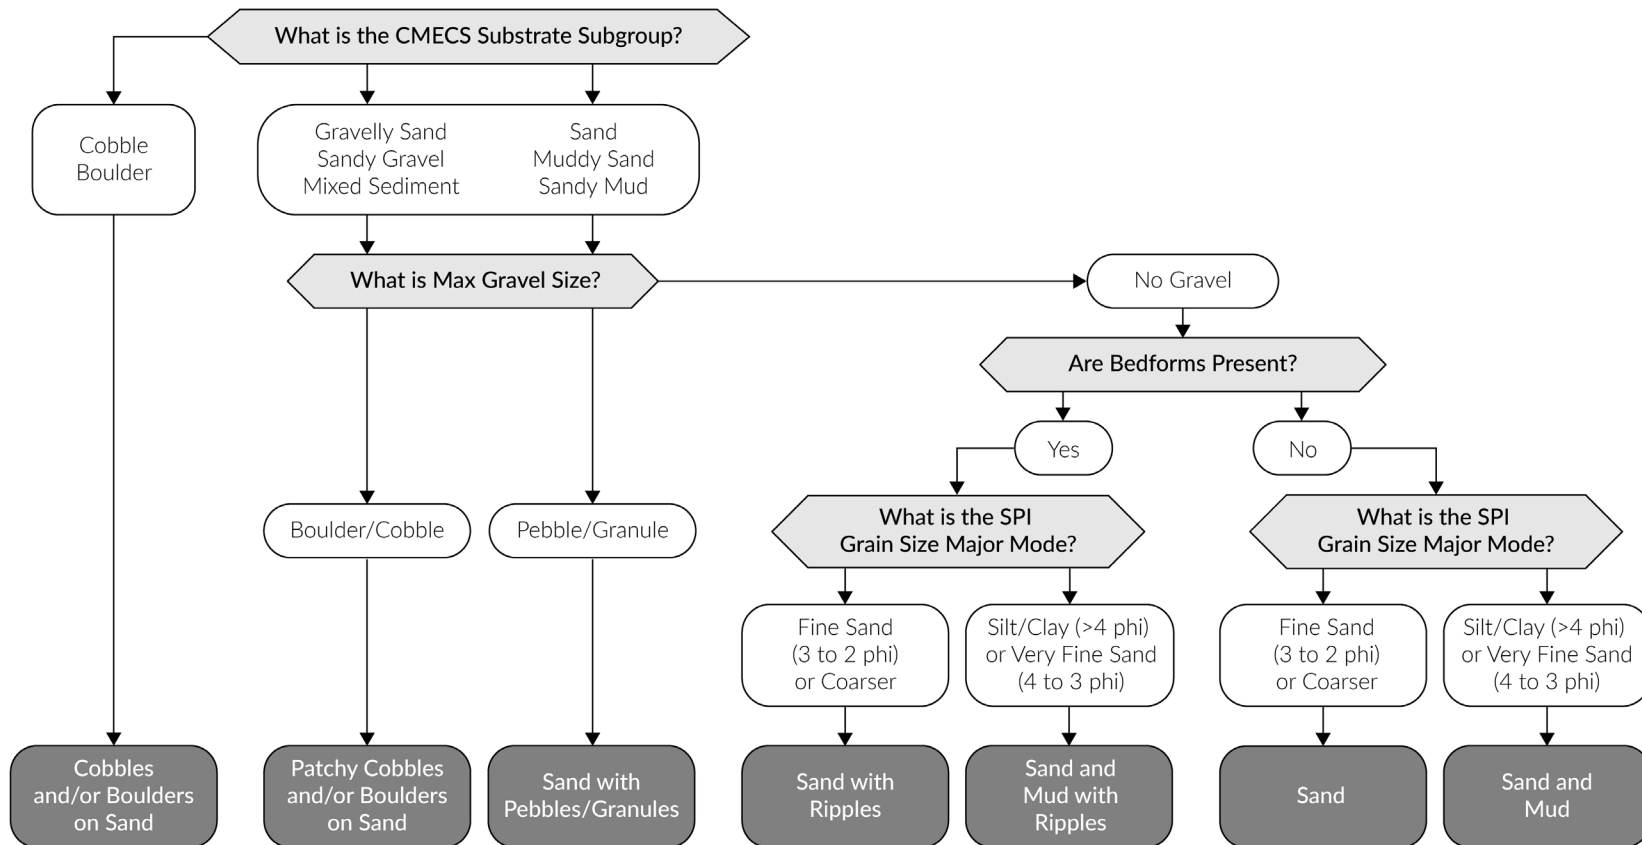 What is the CMECS Substrate Subgroup?
Cobble
Boulder
Gravelly Sand
Sandy Gravel
Mixed Sediment
Sand
Muddy Sand
Sandy Mud
What is Max Gravel Size?
No Gravel
Are Bedforms Present?
Yes
No
Boulder/Cobble
Pebble/Granule
What is the SPI
Grain Size Major Mode?
What is the SPI
Grain Size Major Mode?
Fine Sand
(3 to 2 phi)
or Coarser
Silt/Clay (>4 phi)
or Very Fine Sand
(4 to 3 phi)
Fine Sand
(3 to 2 phi)
or Coarser
Silt/Clay (>4 phi)
or Very Fine Sand
(4 to 3 phi)
Cobbles
and/or Boulders
on Sand
Patchy Cobbles
and/or Boulders
on Sand
Sand with
Pebbles/Granules
Sand with
Ripples
Sand and
Mud with
Ripples
Sand
Sand and
Mud